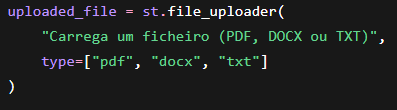 uploaded_file = st.file_uploader(
    "Carrega um ficheiro (PDF, DOCX ou TXT)",
    type=["pdf", "docx", "txt"]
)